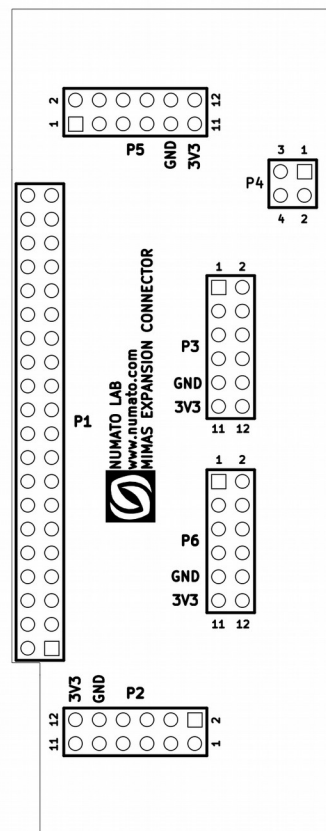 2
12
1
11
P5
GND
3V3
3 1
P4
4 2
1 2
P3
GND
3V3
11 12
NUMATO LAB
www.numato.com
MIMAS EXPANSION CONNECTOR
P1
1 2
P6
GND
3V3
11 12
3V3
GND
P2
12
2
11
1